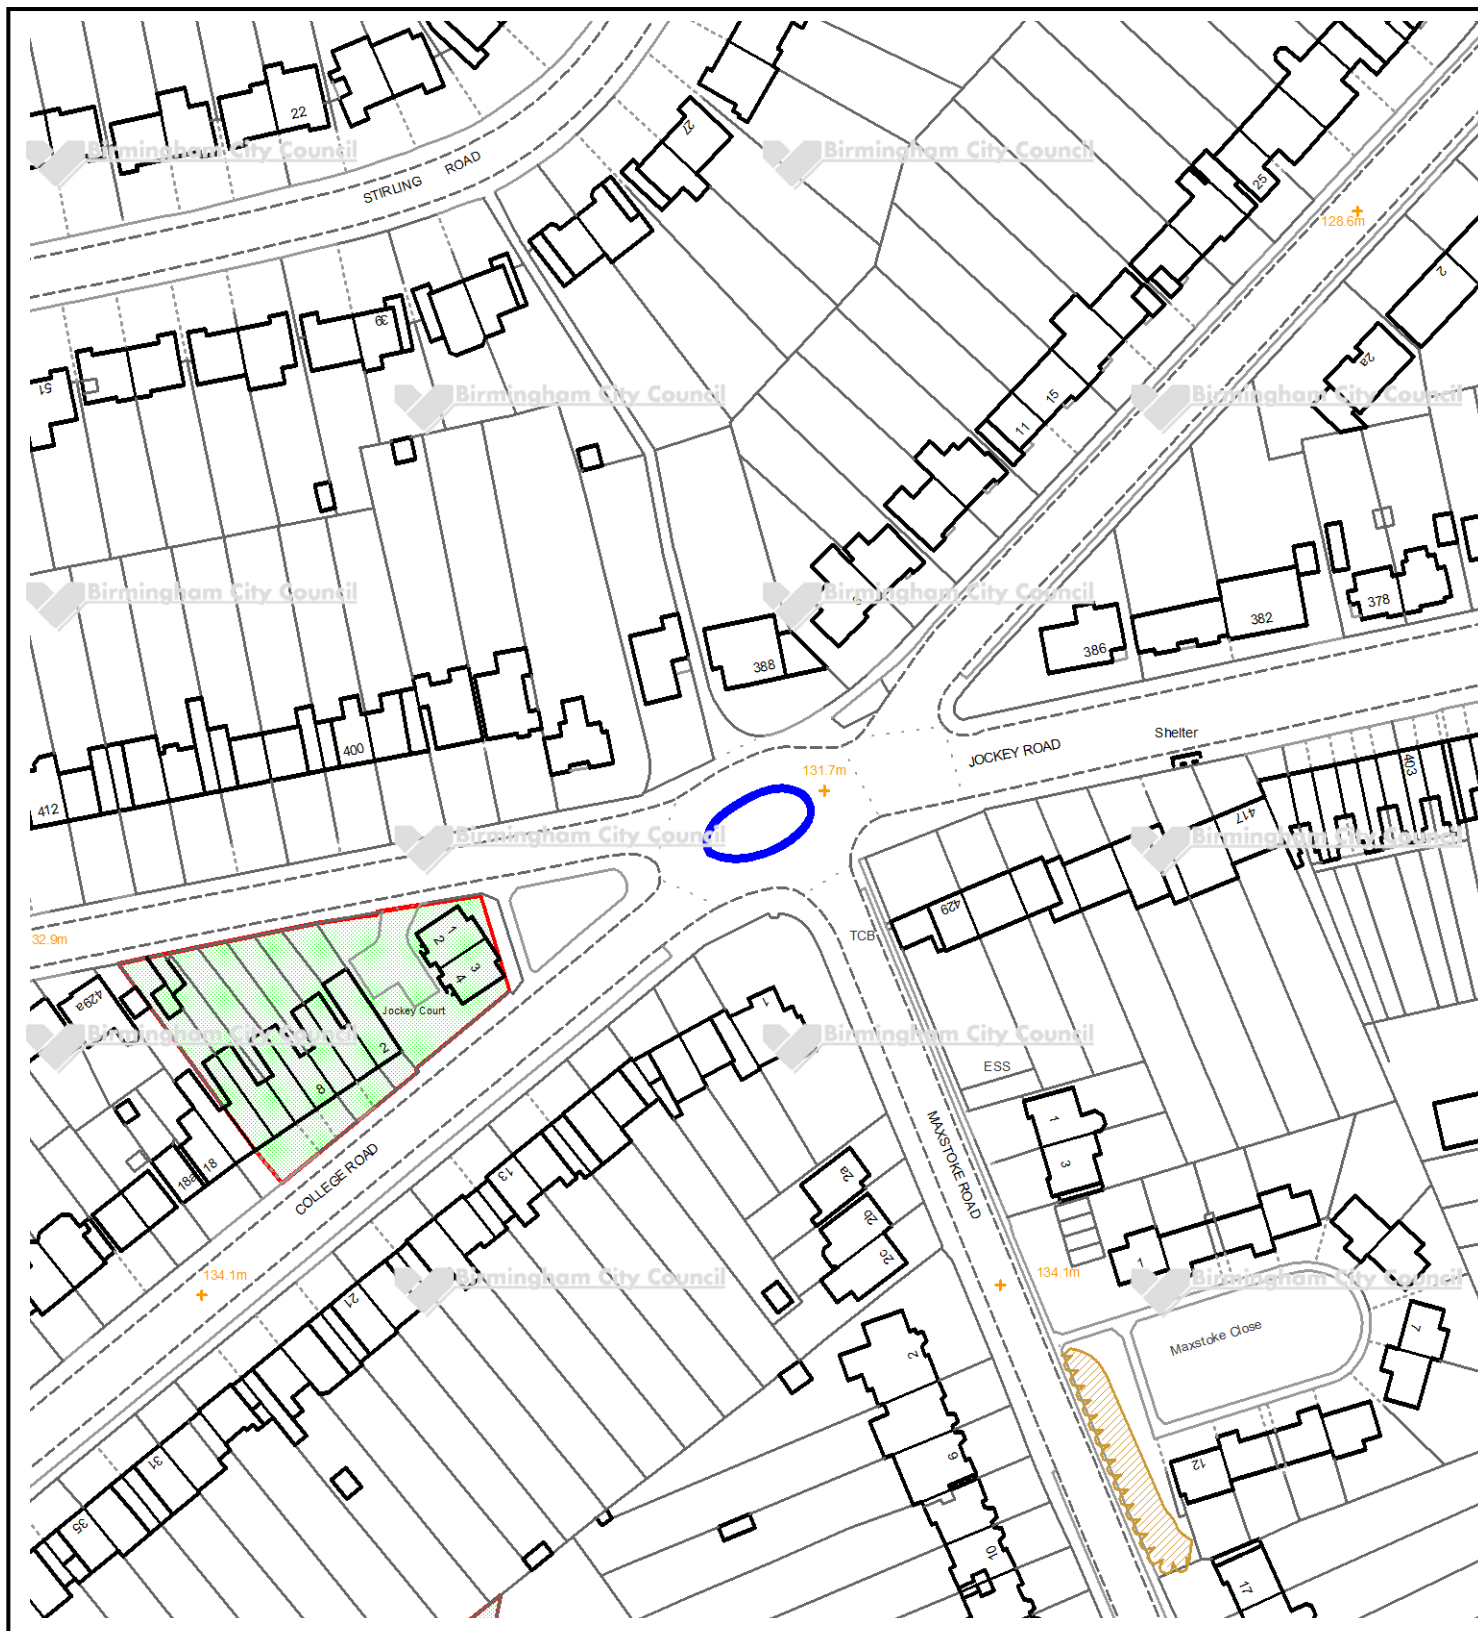 22
Birmingham City Council
Birmingham City Council
STIRLING ROAD
27
25
128.6m
2
39
2a
51
Birmingham City Council
Birmingham City Council
15
11
Birmingham City Council
Birmingham City Council
378
382
386
388
400
412
JOCKEY ROAD
Shelter
403
131.7m
417
Birmingham City Council
Birmingham City Council
429
TCB
32.9m
1
2
3
4
429a
Jockey Court
1
Birmingham City Council
Birmingham City Council
2
8
ESS
1
3
MAXSTOKE ROAD
18
18a
COLLEGE ROAD
13
2a
2b
2c
1
134.1m
134.1m
Birmingham City Council
Birmingham City Council
21
Maxstoke Close
7
2
31
6
12
35
10
17